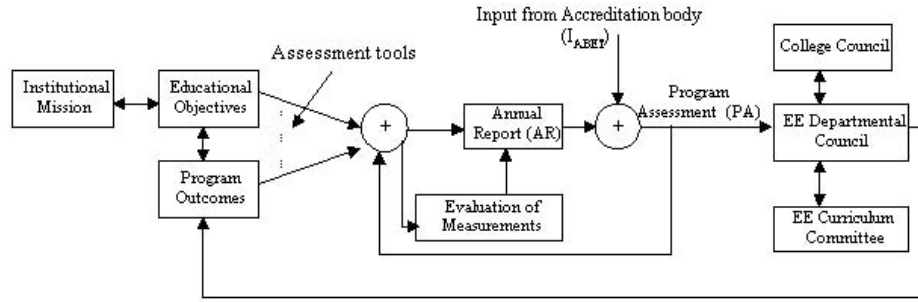 Input from Accreditation body
(I_ABET)
Assessment tools
College Council
Institutional
Mission
Educational
Objectives
Program
Assessment (PA)
+
Annual
Report (AR)
+
EE Departmental
Council
Program
Outcomes
Evaluation of
Measurements
EE Curriculum
Committee